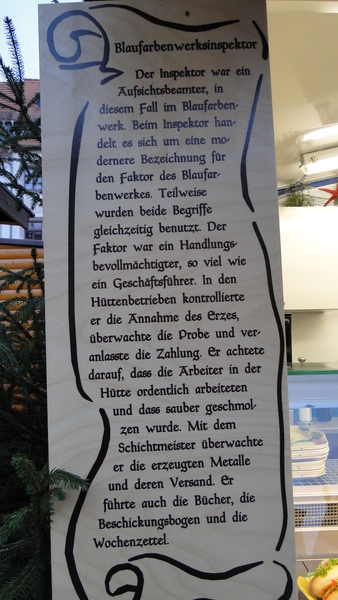 Blaufarbenwerksinspektor
Der Inspektor war ein
Aufsichtsbeamter, in
diesem Fall im Blaufarben-
werk. Beim Inspektor han-
delt es sich um eine mo-
dernere Bezeichnung für
den Faktor des Blaufar-
benwerkes. Teilweise
wurden beide Begriffe
gleichzeitig benutzt. Der
Faktor war ein Handlungs-
bevollmächtigter, so viel wie
ein Geschäftsführer. In den
Hüttenbetrieben kontrollierte
er die Annahme des Erzes,
überwachte die Probe und ver-
anlasste die Zahlung. Er achtete
darauf, dass die Arbeiter in der
Hütte ordentlich arbeiteten
und dass sauber geschmol-
zen wurde. Mit dem
Schichtmeister überwachte
er die erzeugten Metalle
und deren Versand. Er
führte auch die Bücher, die
Beschickungsbogen und die
Wochenzettel.